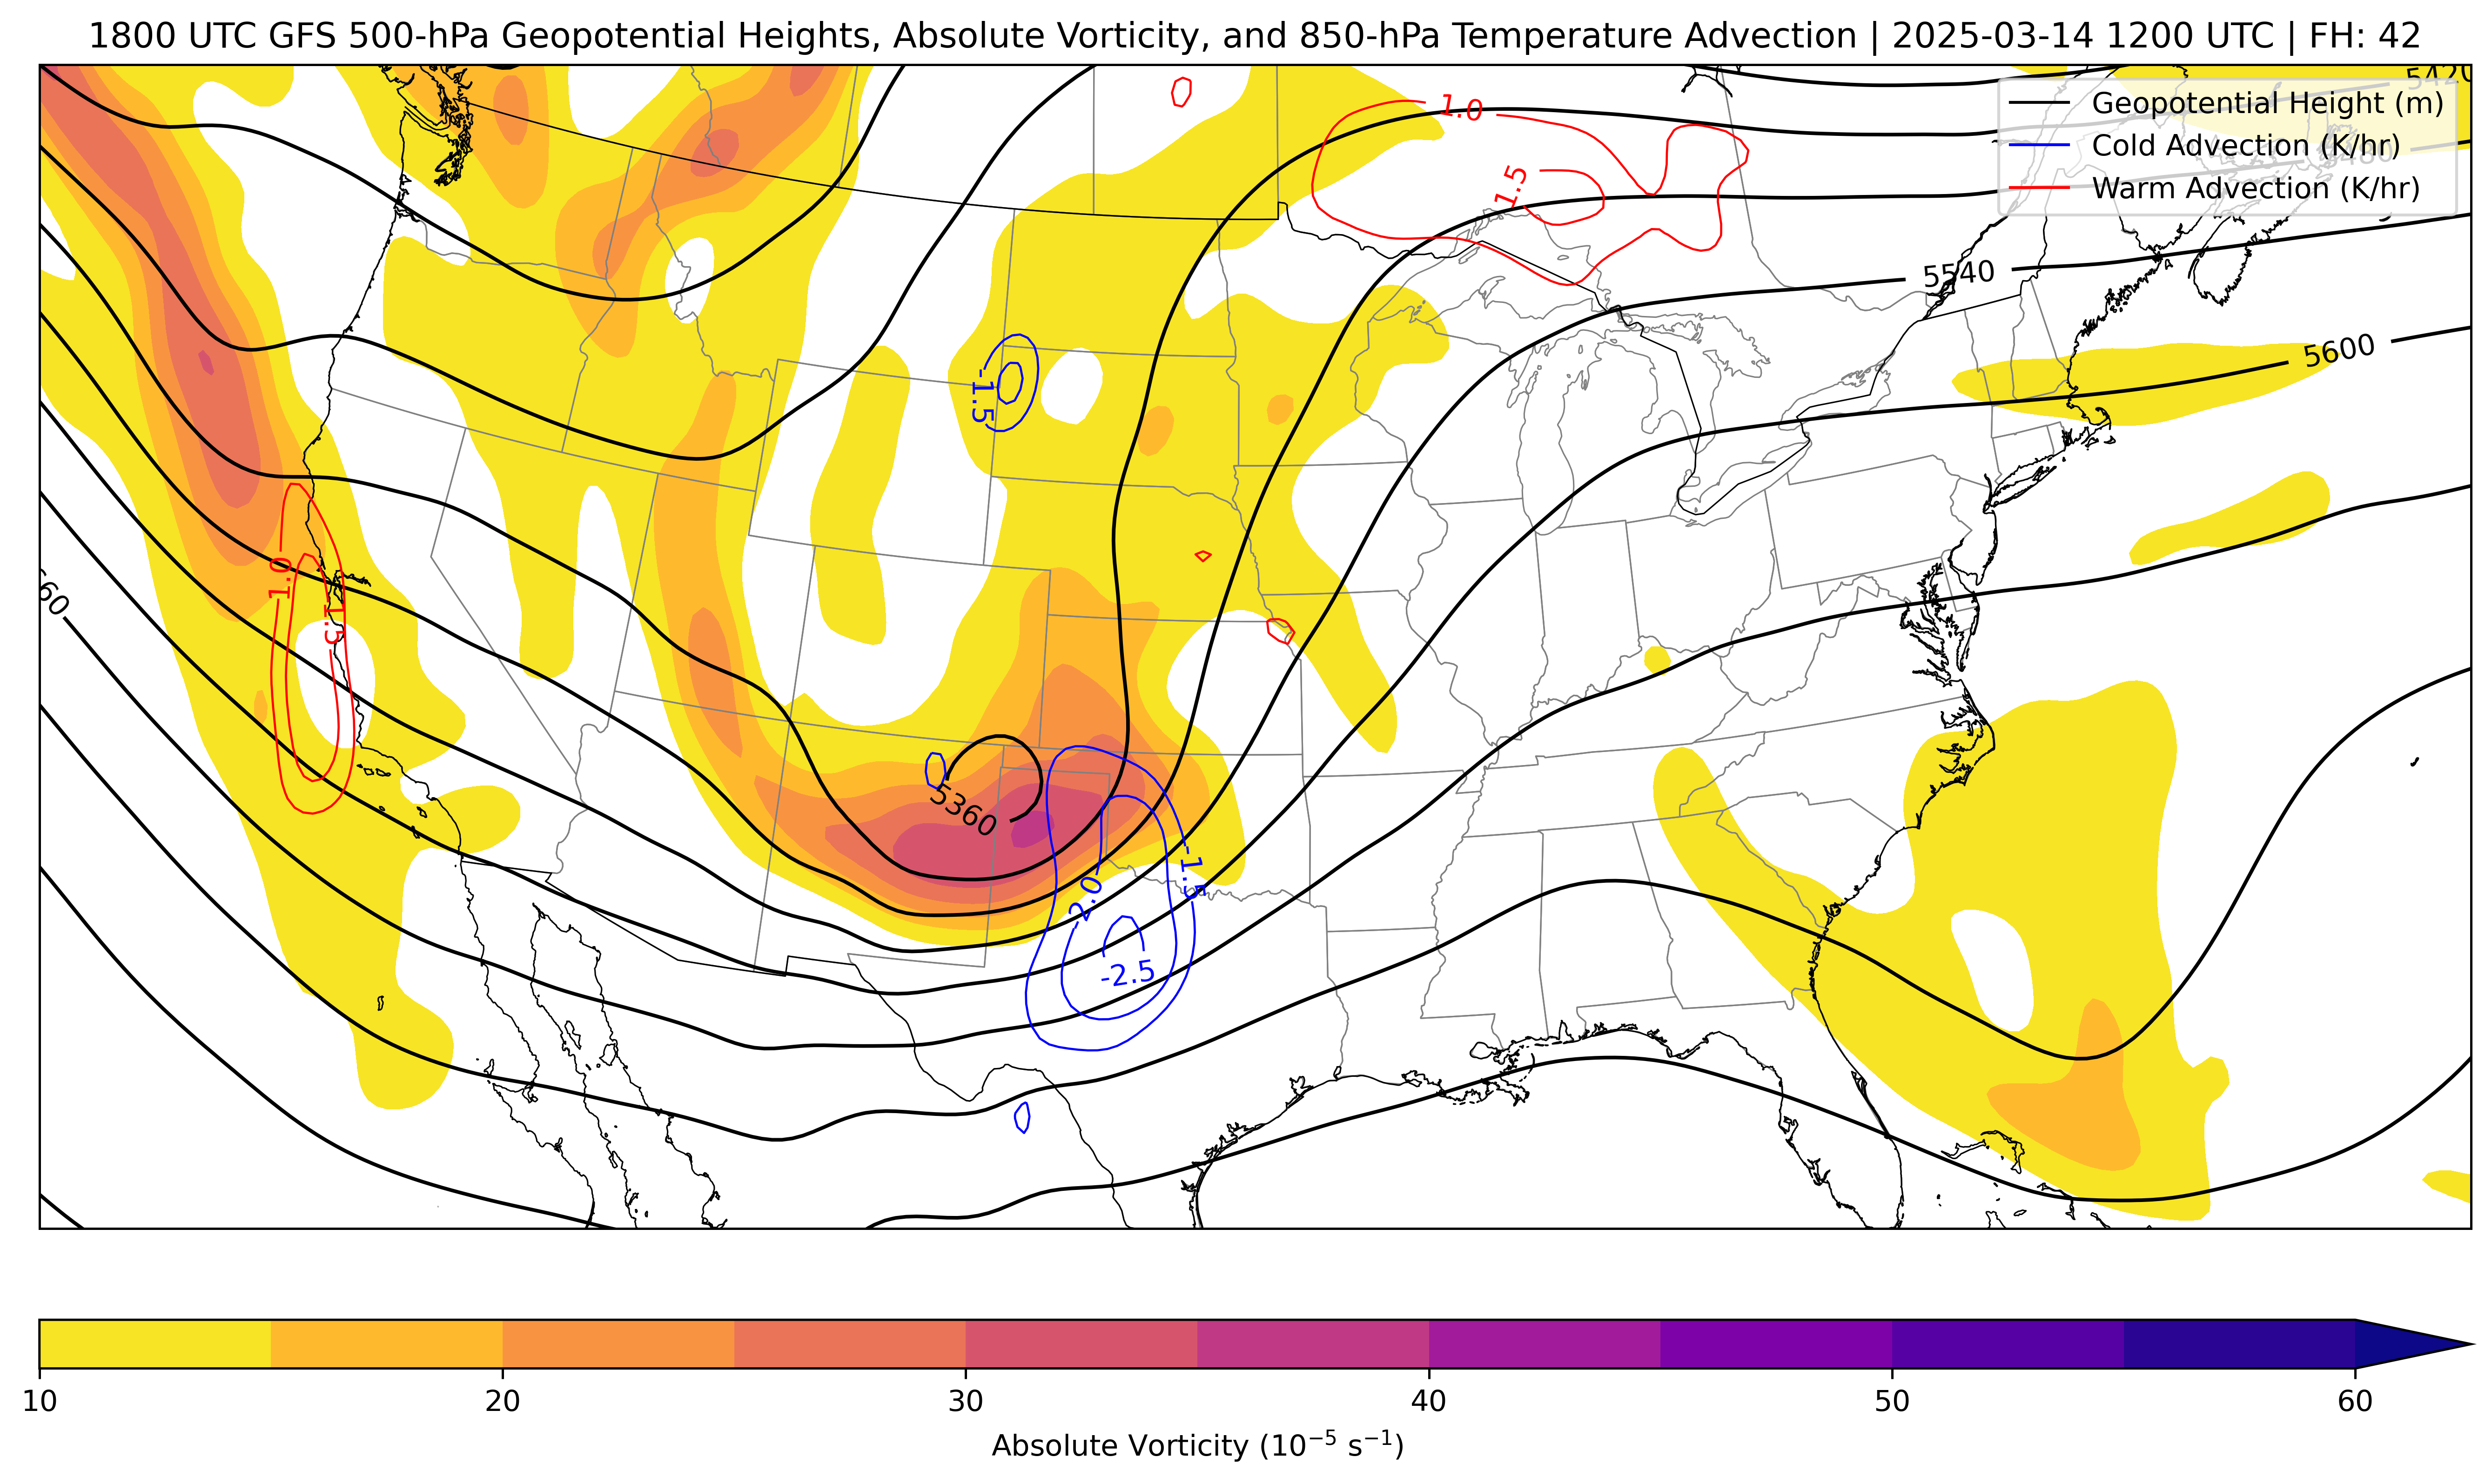 1800 UTC GFS 500-hPa Geopotential Heights, Absolute Vorticity, and 850-hPa Temperature Advection | 2025-03-14 1200 UTC | FH: 42
5420
Geopotential Height (m)
Cold Advection (K/hr)
Warm Advection (K/hr)
5480
1.0
1.5
5540
5600
-1.5
1.0
1.5
60
5360
-1.5
-2.0
-2.5
10 20 30 40 50 60
Absolute Vorticity (10⁻⁵ s⁻¹)